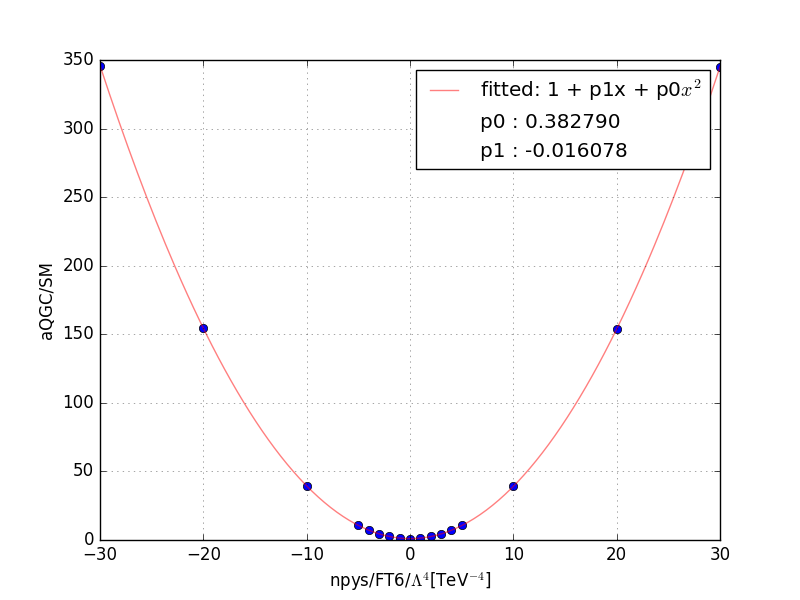 350
300
250
200
150
100
50
0
aQGC/SM
fitted: 1 + p1x + p0x²
p0 : 0.382790
p1 : -0.016078
−30 −20 −10 0 10 20 30
npys/FT6/Λ⁴[TeV⁻⁴]